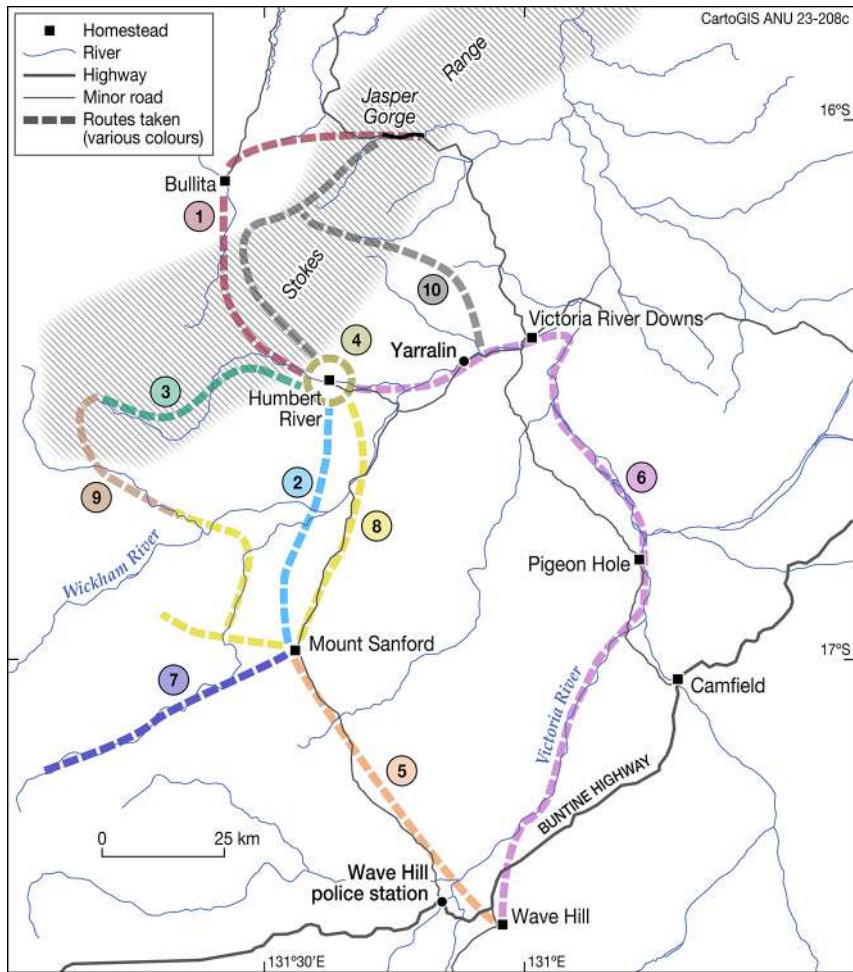 CartoGIS ANU 23-208c
Homestead
River
Highway
Minor road
Routes taken
(various colours)
Range
Jasper
Gorge
16°S
Bullita
1
Stokes
10
Victoria River Downs
4
Yarralin
3
Humbert
River
2
6
9
8
Wickham River
Pigeon Hole
Mount Sanford
17°S
7
Camfield
Victoria River
5
BUNTINE HIGHWAY
0
25 km
Wave Hill
police station
Wave Hill
131°30'E
131°E